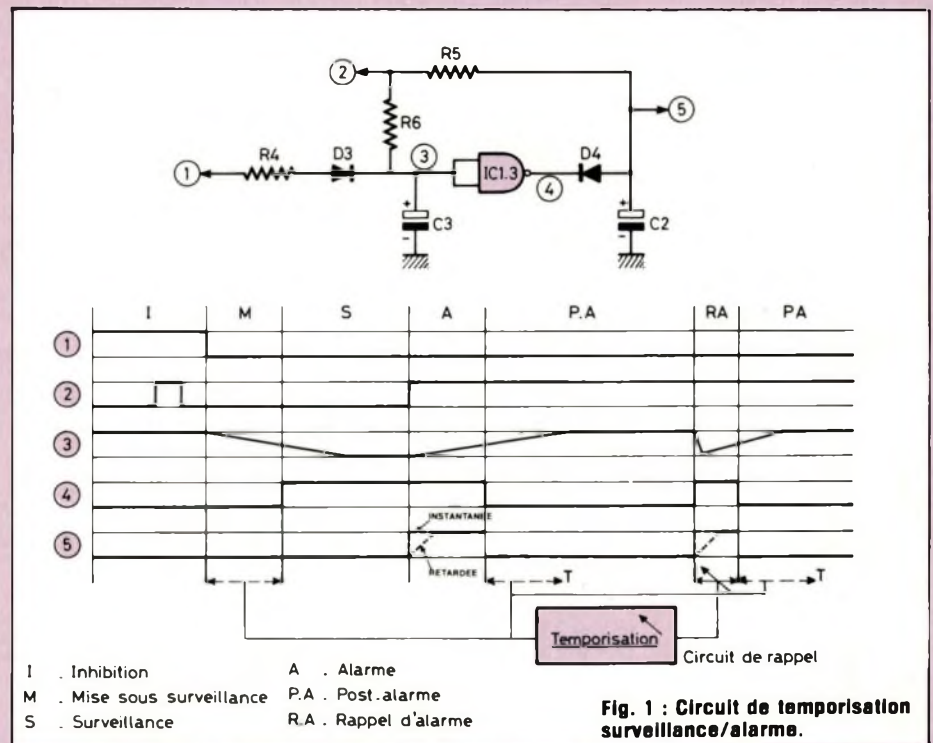 R5
2
5
R6
R4
D3
3
D4
1
IC1.3
4
+
C3
-
+
C2
-
I M S A P.A RA PA
1
2
3
4
INSTANTANEE
5
RETARDEE
T T T
Temporisation
Circuit de rappel
I . Inhibition A . Alarme
M . Mise sous surveillance P.A . Post.alarme
S . Surveillance R.A . Rappel d'alarme
Fig. 1 : Circuit de temporisation
surveillance/alarme.